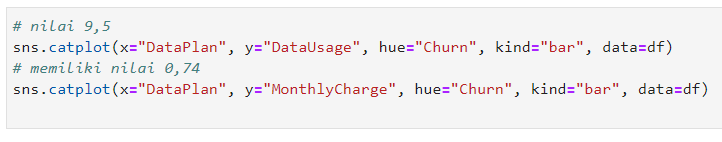 # nilai 9,5
sns.catplot(x="DataPlan", y="DataUsage", hue="Churn", kind="bar", data=df)
# memiliki nilai 0,74
sns.catplot(x="DataPlan", y="MonthlyCharge", hue="Churn", kind="bar", data=df)